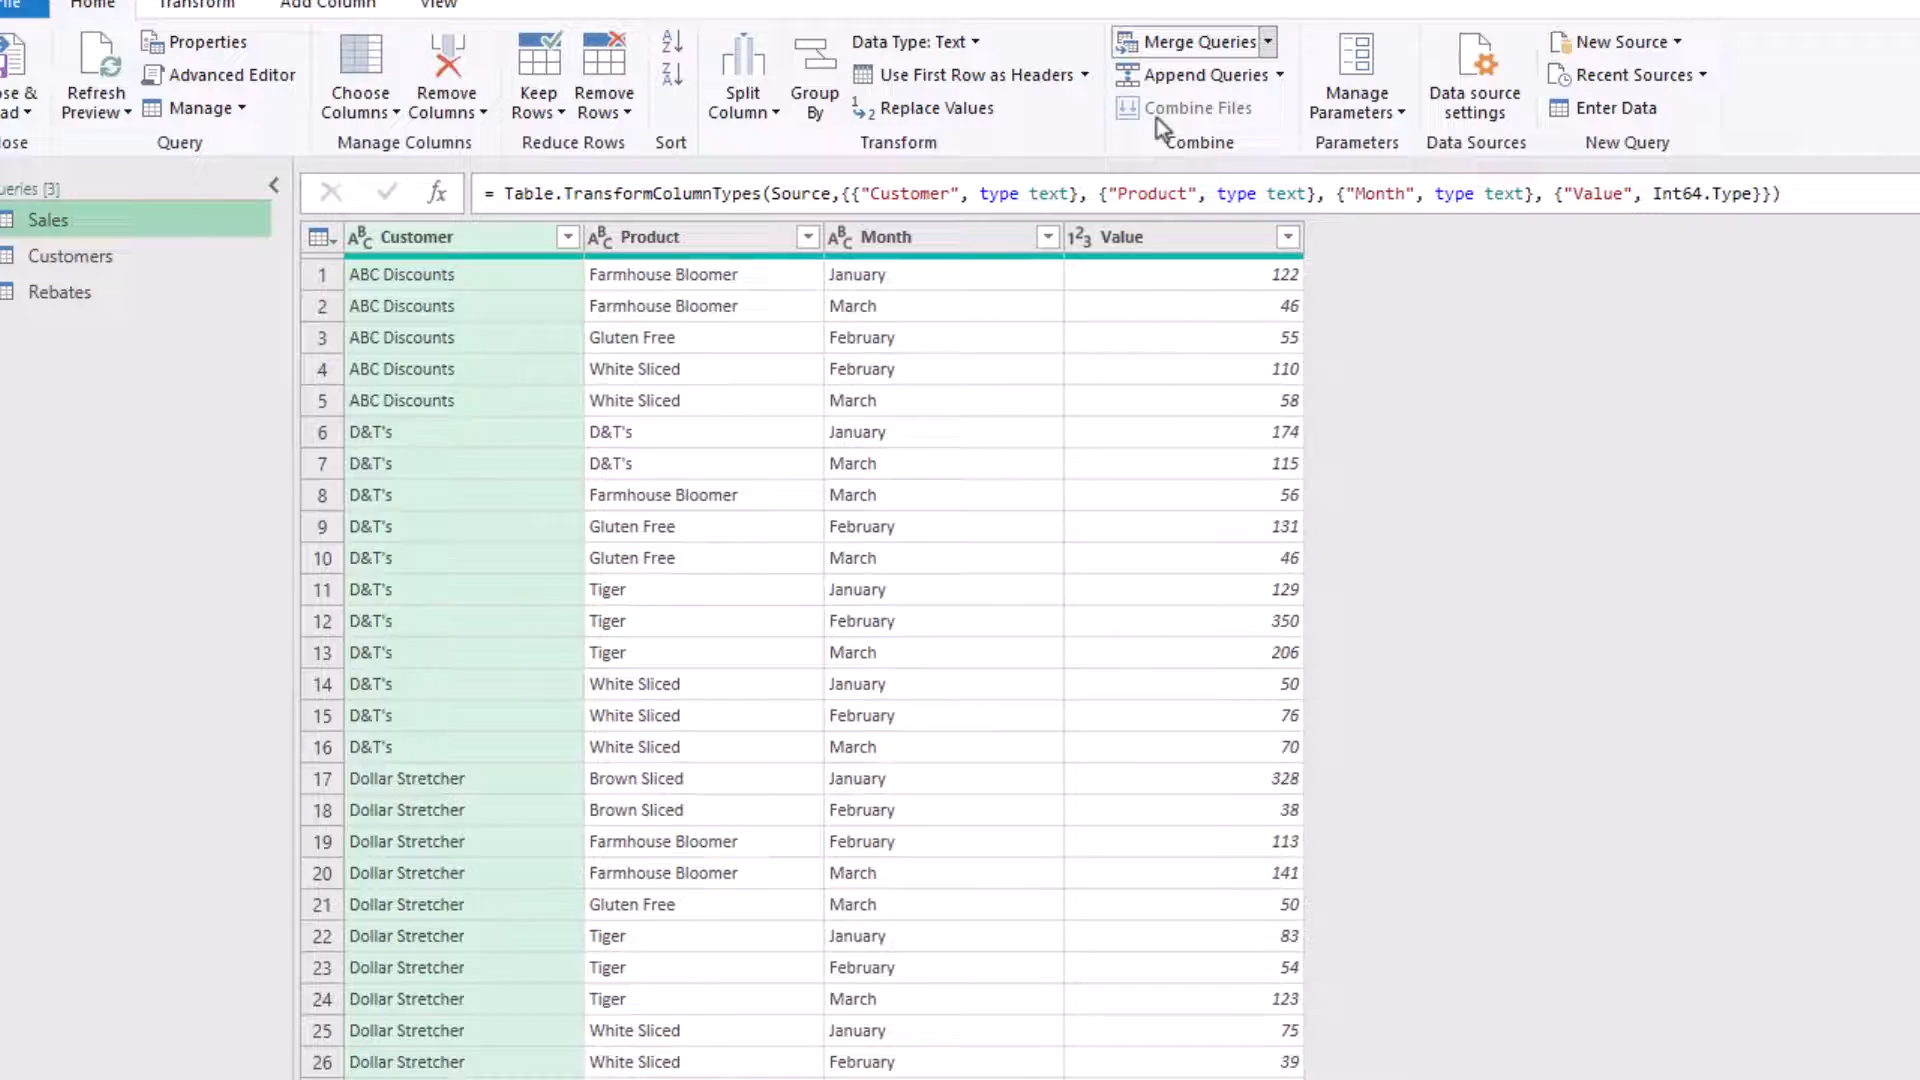 File Home Transform Add Column View
Refresh
Preview
Properties
Advanced Editor
Manage
Query
Choose
Columns
Remove
Columns
Manage Columns
Keep
Rows
Remove
Rows
Reduce Rows
Sort
Split
Column
Group
By
Data Type: Text
Use First Row as Headers
Replace Values
Transform
Merge Queries
Append Queries
Combine Files
Combine
Manage
Parameters
Parameters
Data source
settings
Data Sources
New Source
Recent Sources
Enter Data
New Query
ueries [3]
Sales
Customers
Rebates
fx = Table.TransformColumnTypes(Source,{{"Customer", type text}, {"Product", type text}, {"Month", type text}, {"Value", Int64.Type}})
ABC Customer ABC Product ABC Month 123 Value
1 ABC Discounts Farmhouse Bloomer January 122
2 ABC Discounts Farmhouse Bloomer March 46
3 ABC Discounts Gluten Free February 55
4 ABC Discounts White Sliced February 110
5 ABC Discounts White Sliced March 58
6 D&T's D&T's January 174
7 D&T's D&T's March 115
8 D&T's Farmhouse Bloomer March 56
9 D&T's Gluten Free February 131
10 D&T's Gluten Free March 46
11 D&T's Tiger January 129
12 D&T's Tiger February 350
13 D&T's Tiger March 206
14 D&T's White Sliced January 50
15 D&T's White Sliced February 76
16 D&T's White Sliced March 70
17 Dollar Stretcher Brown Sliced January 328
18 Dollar Stretcher Brown Sliced February 38
19 Dollar Stretcher Farmhouse Bloomer February 113
20 Dollar Stretcher Farmhouse Bloomer March 141
21 Dollar Stretcher Gluten Free March 50
22 Dollar Stretcher Tiger January 83
23 Dollar Stretcher Tiger February 54
24 Dollar Stretcher Tiger March 123
25 Dollar Stretcher White Sliced January 75
26 Dollar Stretcher White Sliced February 39